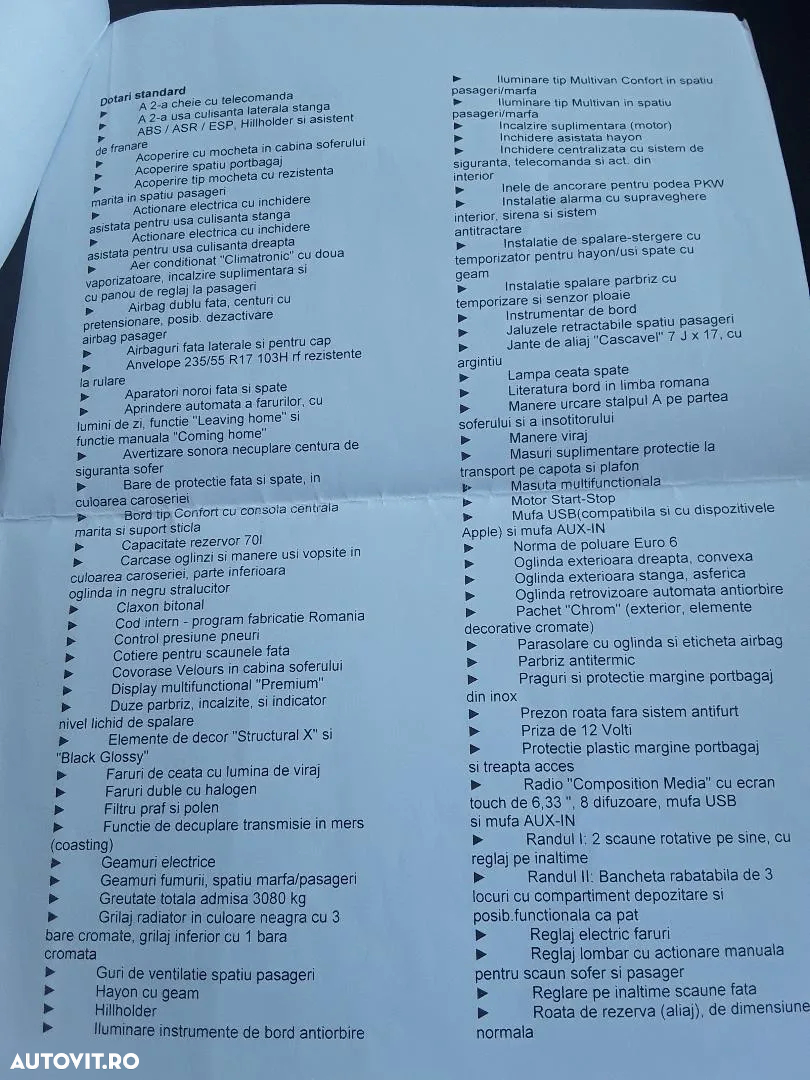 Dotari standard
► A 2-a cheie cu telecomanda
► A 2-a usa culisanta laterala stanga
► ABS / ASR / ESP, Hillholder si asistent
de franare
► Acoperire cu mocheta in cabina soferului
► Acoperire spatiu portbagaj
► Acoperire tip mocheta cu rezistenta
marita in spatiu pasageri
► Actionare electrica cu inchidere
asistata pentru usa culisanta stanga
► Actionare electrica cu inchidere
asistata pentru usa culisanta dreapta
► Aer conditionat "Climatronic" cu doua
vaporizatoare, incalzire suplimentara si
cu panou de reglaj la pasageri
► Airbag dublu fata, centuri cu
pretensionare, posib. dezactivare
airbag pasager
► Airbaguri fata laterale si pentru cap
► Anvelope 235/55 R17 103H rf rezistente
la rulare
► Aparatori noroi fata si spate
► Aprindere automata a farurilor, cu
lumini de zi, functie "Leaving home" si
functie manuala "Coming home"
► Avertizare sonora necuplare centura de
siguranta sofer
► Bare de protectie fata si spate, in
culoarea caroseriei
► Bord tip Confort cu consola centrala
marita si suport sticla
► Capacitate rezervor 70l
► Carcase oglinzi si manere usi vopsite in
culoarea caroseriei, parte inferioara
oglinda in negru stralucitor
► Claxon bitonal
► Cod intern - program fabricatie Romania
► Control presiune pneuri
► Cotiere pentru scaunele fata
► Covorase Velours in cabina soferului
► Display multifunctional "Premium"
► Duze parbriz, incalzite, si indicator
nivel lichid de spalare
► Elemente de decor "Structural X" si
"Black Glossy"
► Faruri de ceata cu lumina de viraj
► Faruri duble cu halogen
► Filtru praf si polen
► Functie de decuplare transmisie in mers
(coasting)
► Geamuri electrice
► Geamuri fumurii, spatiu marfa/pasageri
► Greutate totala admisa 3080 kg
► Grilaj radiator in culoare neagra cu 3
bare cromate, grilaj inferior cu 1 bara
cromata
► Guri de ventilatie spatiu pasageri
► Hayon cu geam
► Hillholder
► Iluminare instrumente de bord antiorbire
► Iluminare tip Multivan Confort in spatiu
pasageri/marfa
► Iluminare tip Multivan in spatiu
pasageri/marfa
► Incalzire suplimentara (motor)
► Inchidere asistata hayon
► Inchidere centralizata cu sistem de
siguranta, telecomanda si act. din
interior
► Inele de ancorare pentru podea PKW
► Instalatie alarma cu supraveghere
interior, sirena si sistem
antitractare
► Instalatie de spalare-stergere cu
temporizator pentru hayon/usi spate cu
geam
► Instalatie spalare parbriz cu
temporizare si senzor ploaie
► Instrumentar de bord
► Jaluzele retractabile spatiu pasageri
► Jante de aliaj "Cascavel" 7 J x 17, cu
argintiu
► Lampa ceata spate
► Literatura bord in limba romana
► Manere urcare stalpul A pe partea
soferului si a insotitorului
► Manere viraj
► Masuri suplimentare protectie la
transport pe capota si plafon
► Masuta multifunctionala
► Motor Start-Stop
► Mufa USB(compatibila si cu dispozitivele
Apple) si mufa AUX-IN
► Norma de poluare Euro 6
► Oglinda exterioara dreapta, convexa
► Oglinda exterioara stanga, asferica
► Oglinda retrovizoare automata antiorbire
► Pachet "Chrom" (exterior, elemente
decorative cromate)
► Parasolare cu oglinda si eticheta airbag
► Parbriz antitermic
► Praguri si protectie margine portbagaj
din inox
► Prezon roata fara sistem antifurt
► Priza de 12 Volti
► Protectie plastic margine portbagaj
si treapta acces
► Radio "Composition Media" cu ecran
touch de 6,33 ", 8 difuzoare, mufa USB
si mufa AUX-IN
► Randul I: 2 scaune rotative pe sine, cu
reglaj pe inaltime
► Randul II: Bancheta rabatabila de 3
locuri cu compartiment depozitare si
posib.functionala ca pat
► Reglaj electric faruri
► Reglaj lombar cu actionare manuala
pentru scaun sofer si pasager
► Reglare pe inaltime scaune fata
► Roata de rezerva (aliaj), de dimensiune
normala
AUTOVIT.RO